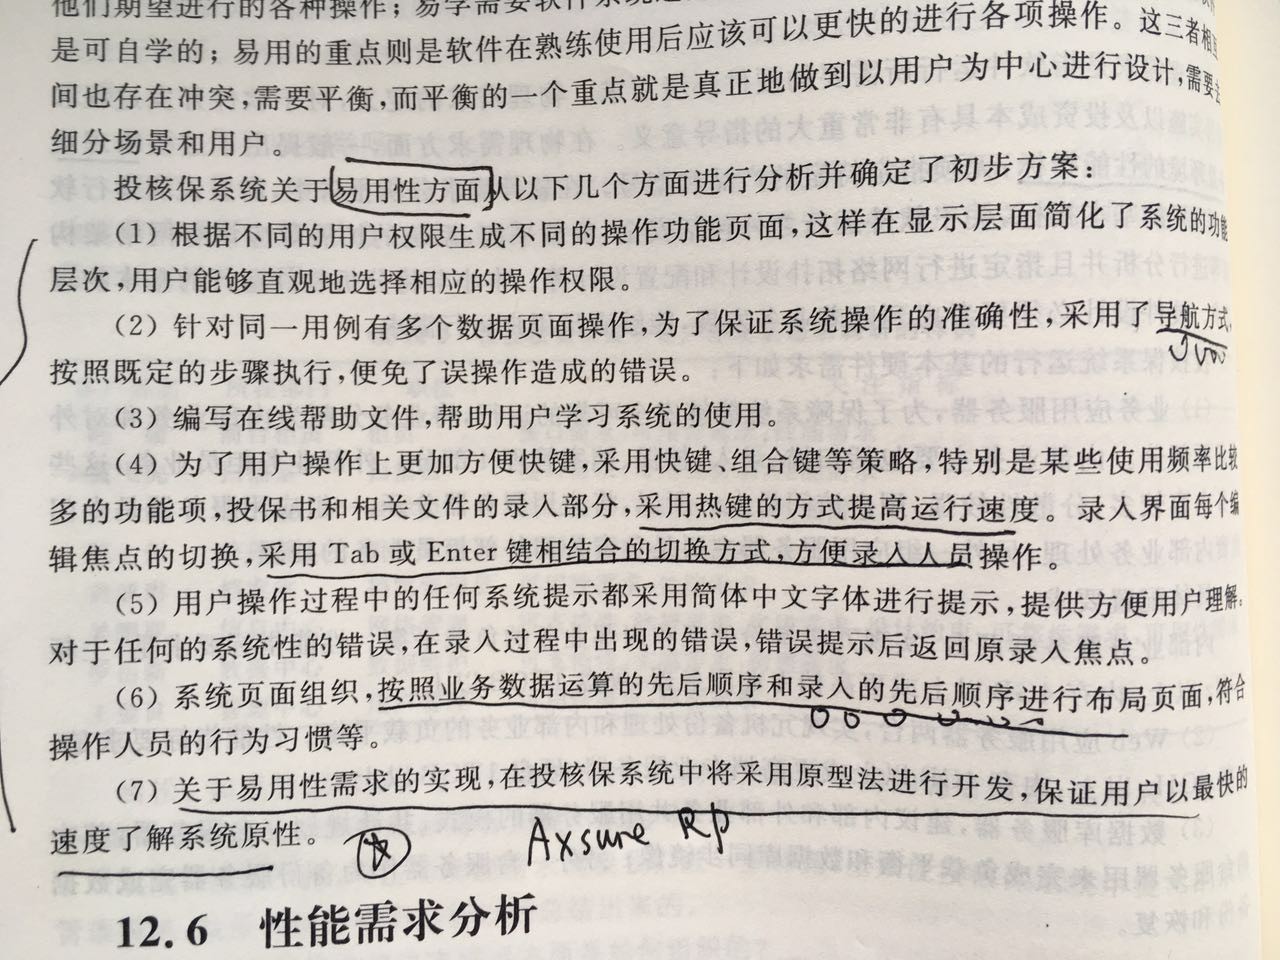 他们期望进行的各种操作；易学需要软件系统
是可自学的；易用的重点则是软件在熟练使用后应该可以更快的进行各项操作。这三者相互
间也存在冲突，需要平衡，而平衡的一个重点就是真正地做到以用户为中心进行设计，需要
细分场景和用户。
投核保系统关于易用性方面从以下几个方面进行分析并确定了初步方案：
（1）根据不同的用户权限生成不同的操作功能页面，这样在显示层面简化了系统的功能
层次，用户能够直观地选择相应的操作权限。
（2）针对同一用例有多个数据页面操作，为了保证系统操作的准确性，采用了导航方式，
按照既定的步骤执行，便免了误操作造成的错误。
（3）编写在线帮助文件，帮助用户学习系统的使用。
（4）为了用户操作上更加方便快键，采用快键、组合键等策略，特别是某些使用频率比较
多的功能项，投保书和相关文件的录入部分，采用热键的方式提高运行速度。录入界面每个编
辑焦点的切换，采用 Tab 或 Enter 键相结合的切换方式，方便录入人员操作。
（5）用户操作过程中的任何系统提示都采用简体中文字体进行提示，提供方便用户理解。
对于任何的系统性的错误，在录入过程中出现的错误，错误提示后返回原录入焦点。
（6）系统页面组织，按照业务数据运算的先后顺序和录入的先后顺序进行布局页面，符合
操作人员的行为习惯等。
（7）关于易用性需求的实现，在投核保系统中将采用原型法进行开发，保证用户以最快的
速度了解系统原性。
Axsure RP
12.6 性能需求分析